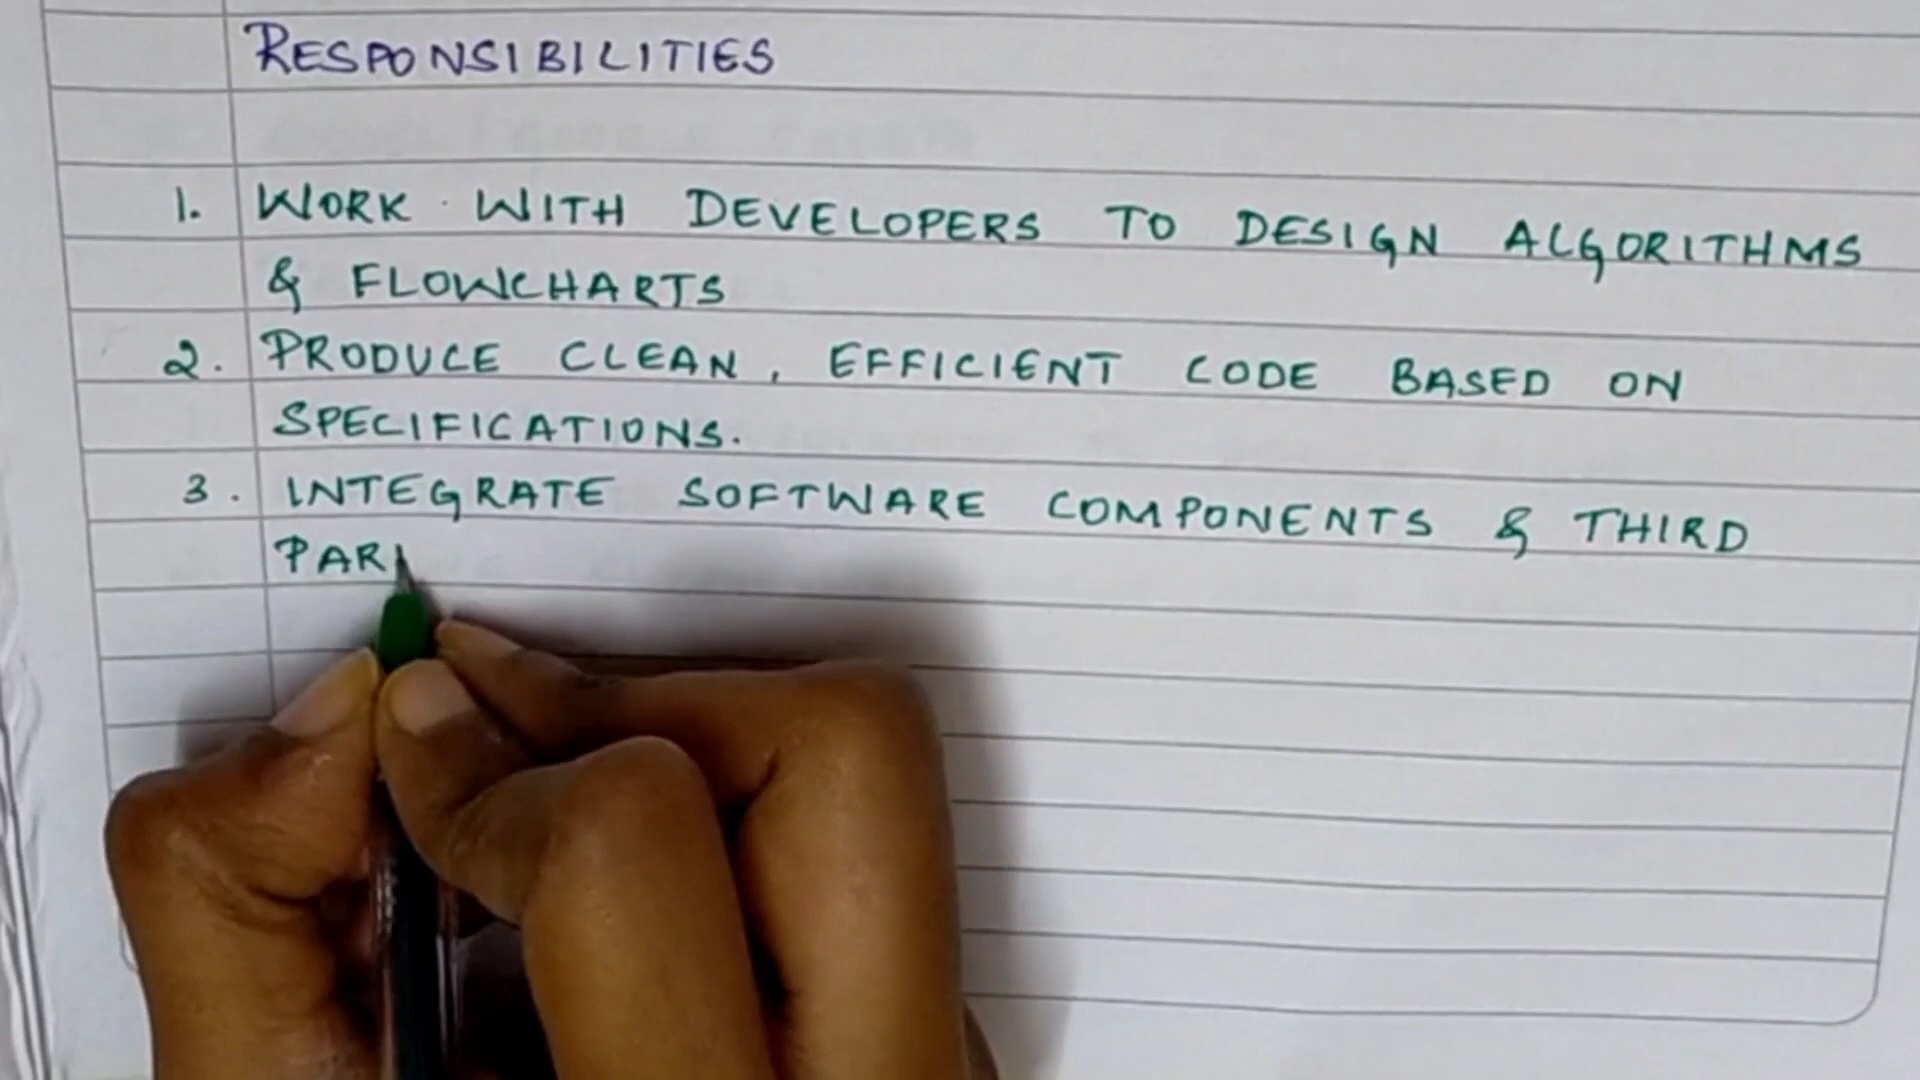 RESPONSIBILITIES
1. WORK WITH DEVELOPERS TO DESIGN ALGORITHMS
& FLOWCHARTS
2. PRODUCE CLEAN, EFFICIENT CODE BASED ON
SPECIFICATIONS.
3. INTEGRATE SOFTWARE COMPONENTS & THIRD
PAR